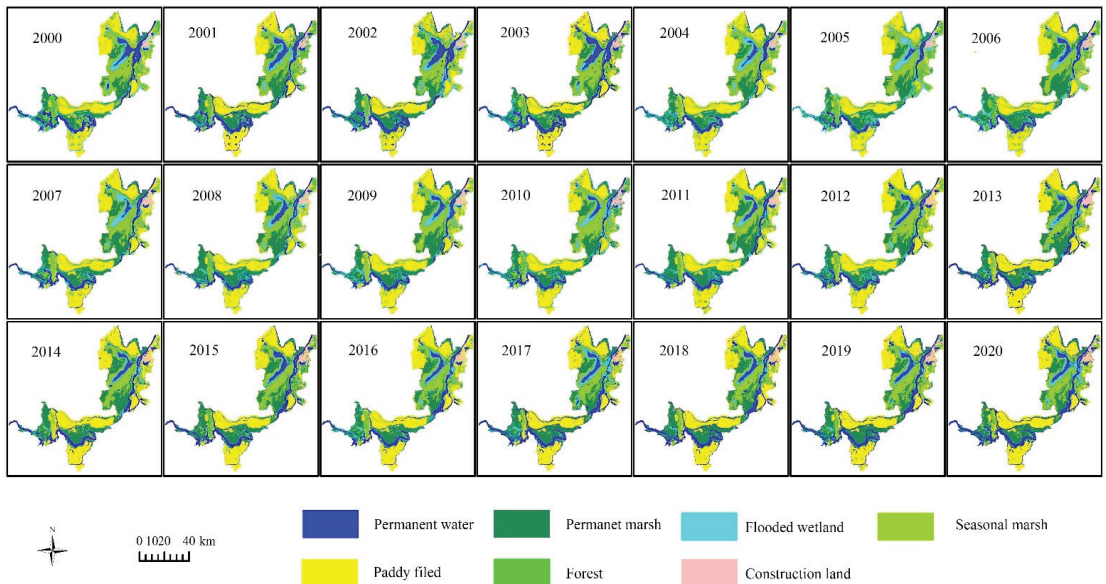 2000 2001 2002 2003 2004 2005 2006
2007 2008 2009 2010 2011 2012 2013
2014 2015 2016 2017 2018 2019 2020
N
0 1020 40 km
Permanent water Permanet marsh Flooded wetland Seasonal marsh
Paddy filed Forest Construction land